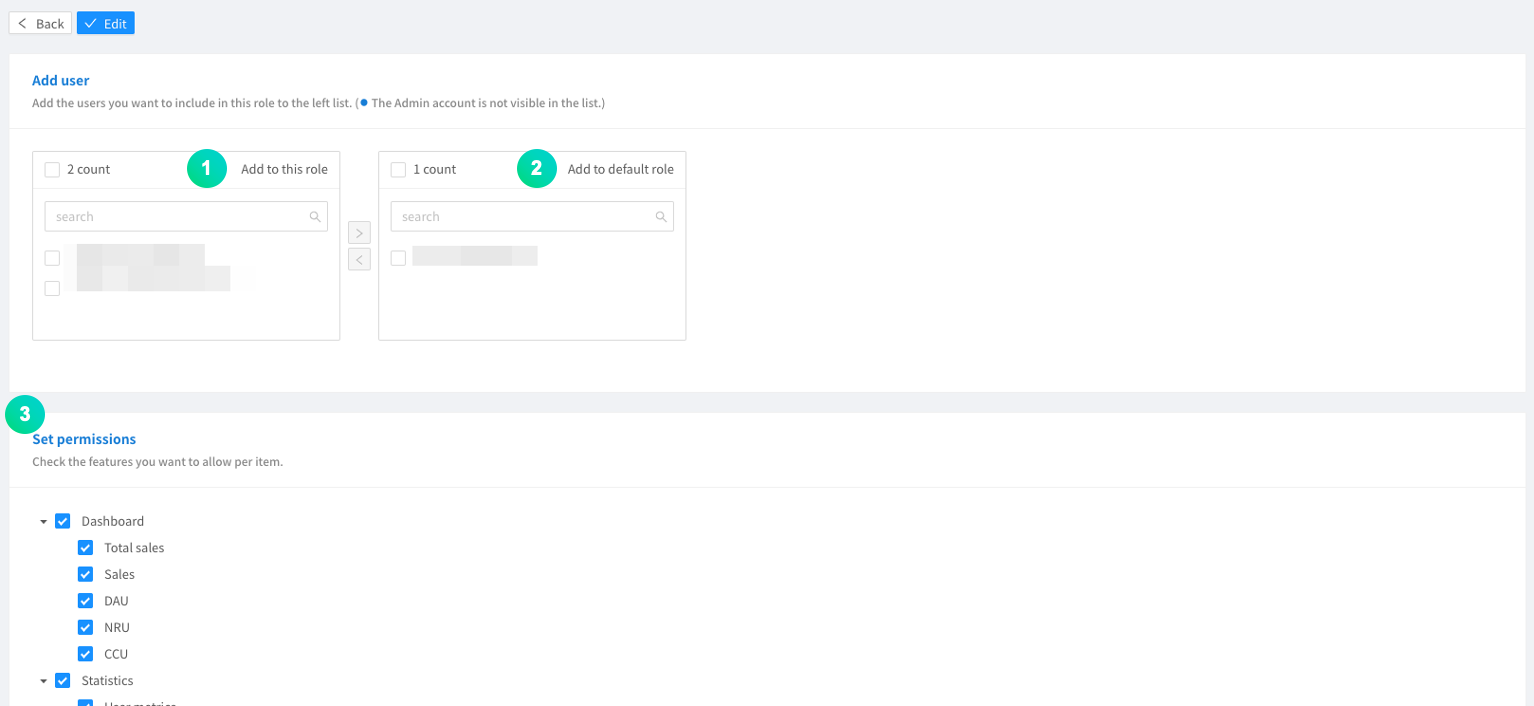 Back Edit
Add user
Add the users you want to include in this role to the left list. (● The Admin account is not visible in the list.)
2 count 1 Add to this role
1 count 2 Add to default role
search
search
3
Set permissions
Check the features you want to allow per item.
Dashboard
Total sales
Sales
DAU
NRU
CCU
Statistics
User metrics